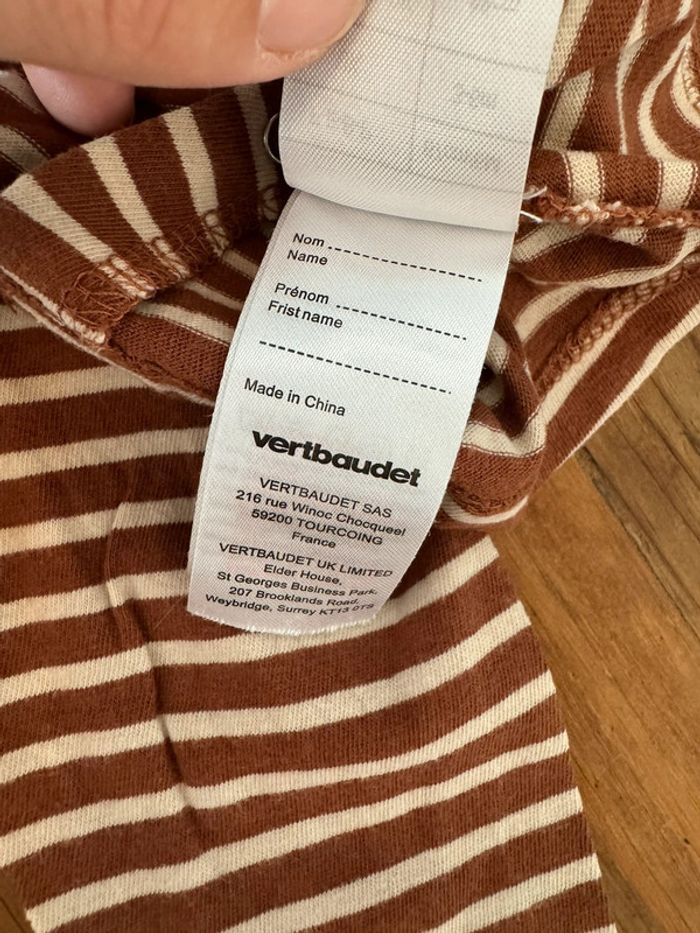 Nom
Name
Prénom
Frist name
Made in China
vertbaudet
VERTBAUDET SAS
216 rue Winoc Chocqueel
59200 TOURCOING
France
VERTBAUDET UK LIMITED
Elder House,
St Georges Business Park,
207 Brooklands Road,
Weybridge, Surrey KT13 0TS